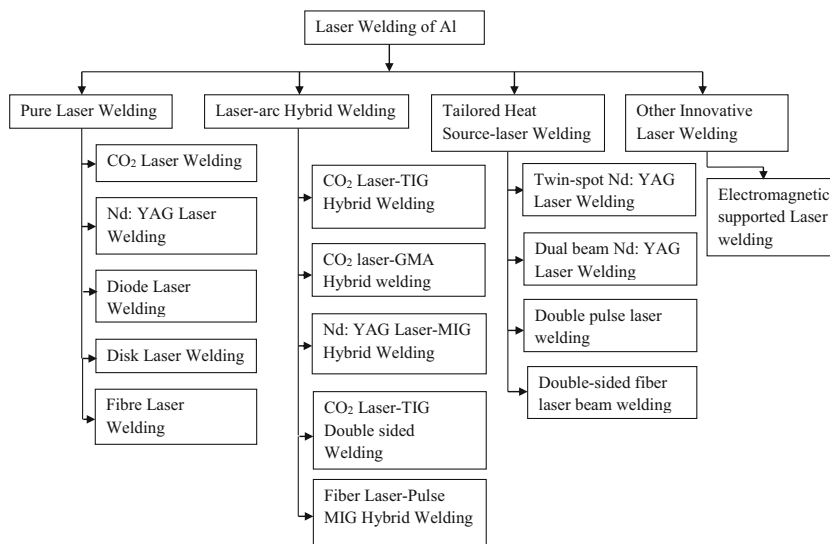 Laser Welding of Al
Pure Laser Welding
CO₂ Laser Welding
Nd: YAG Laser
Welding
Diode Laser
Welding
Disk Laser Welding
Fibre Laser
Welding
Laser-arc Hybrid Welding
CO₂ Laser-TIG
Hybrid Welding
CO₂ laser-GMA
Hybrid welding
Nd: YAG Laser-MIG
Hybrid Welding
CO₂ Laser-TIG
Double sided
Welding
Fiber Laser-Pulse
MIG Hybrid Welding
Tailored Heat
Source-laser Welding
Twin-spot Nd: YAG
Laser Welding
Dual beam Nd: YAG
Laser Welding
Double pulse laser
welding
Double-sided fiber
laser beam welding
Other Innovative
Laser Welding
Electromagnetic
supported Laser
welding